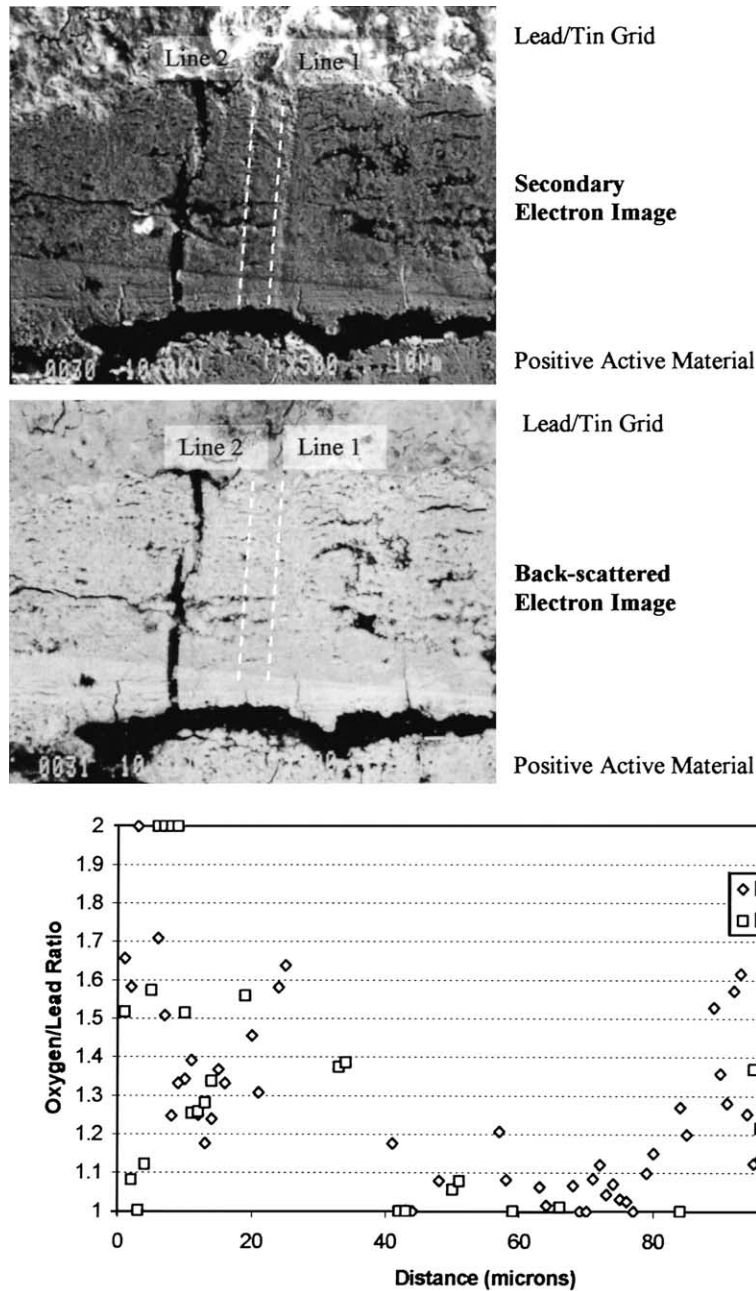 Line 2 Line 1
Lead/Tin Grid
Secondary
Electron Image
0030 10.0KV X500 10µm
Positive Active Material
Line 2 Line 1
Lead/Tin Grid
Back-scattered
Electron Image
0031
Positive Active Material
2
1.9
1.8
1.7
1.6
1.5
1.4
1.3
1.2
1.1
1
Oxygen/Lead Ratio
0 20 40 60 80
Distance (microns)